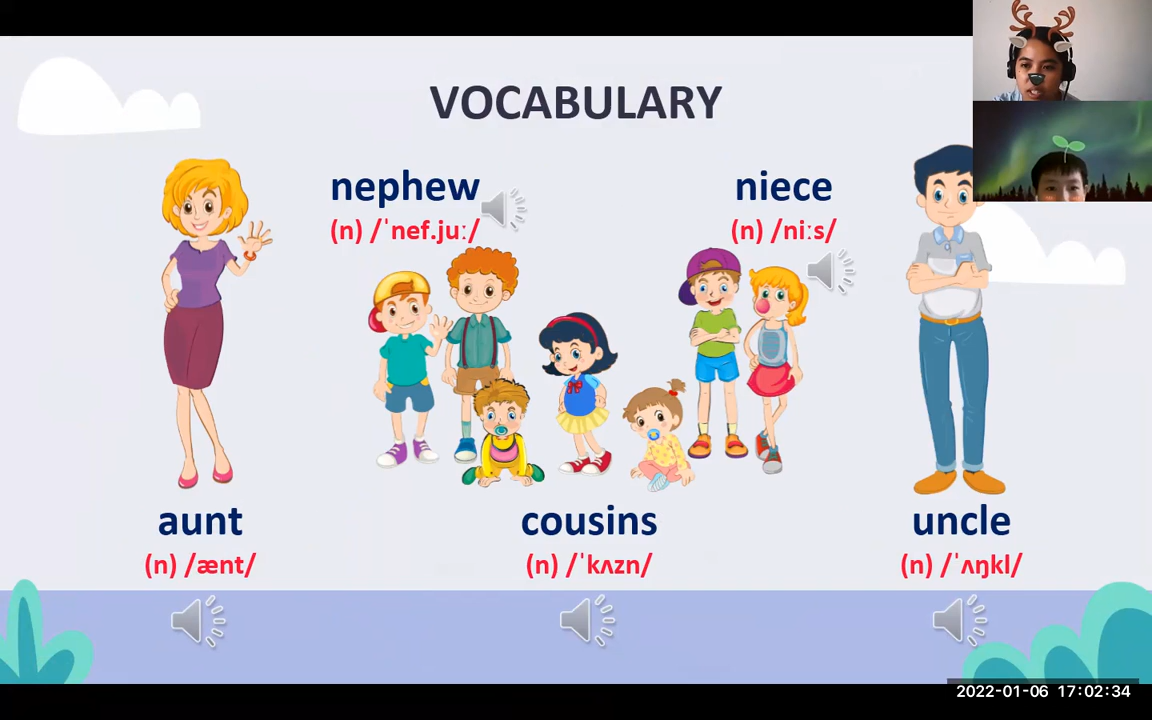 VOCABULARY
nephew
(n) /ˈnef.juː/
niece
(n) /niːs/
aunt
(n) /ænt/
cousins
(n) /ˈkʌzn/
uncle
(n) /ˈʌŋkl/
2022-01-06 17:02:34